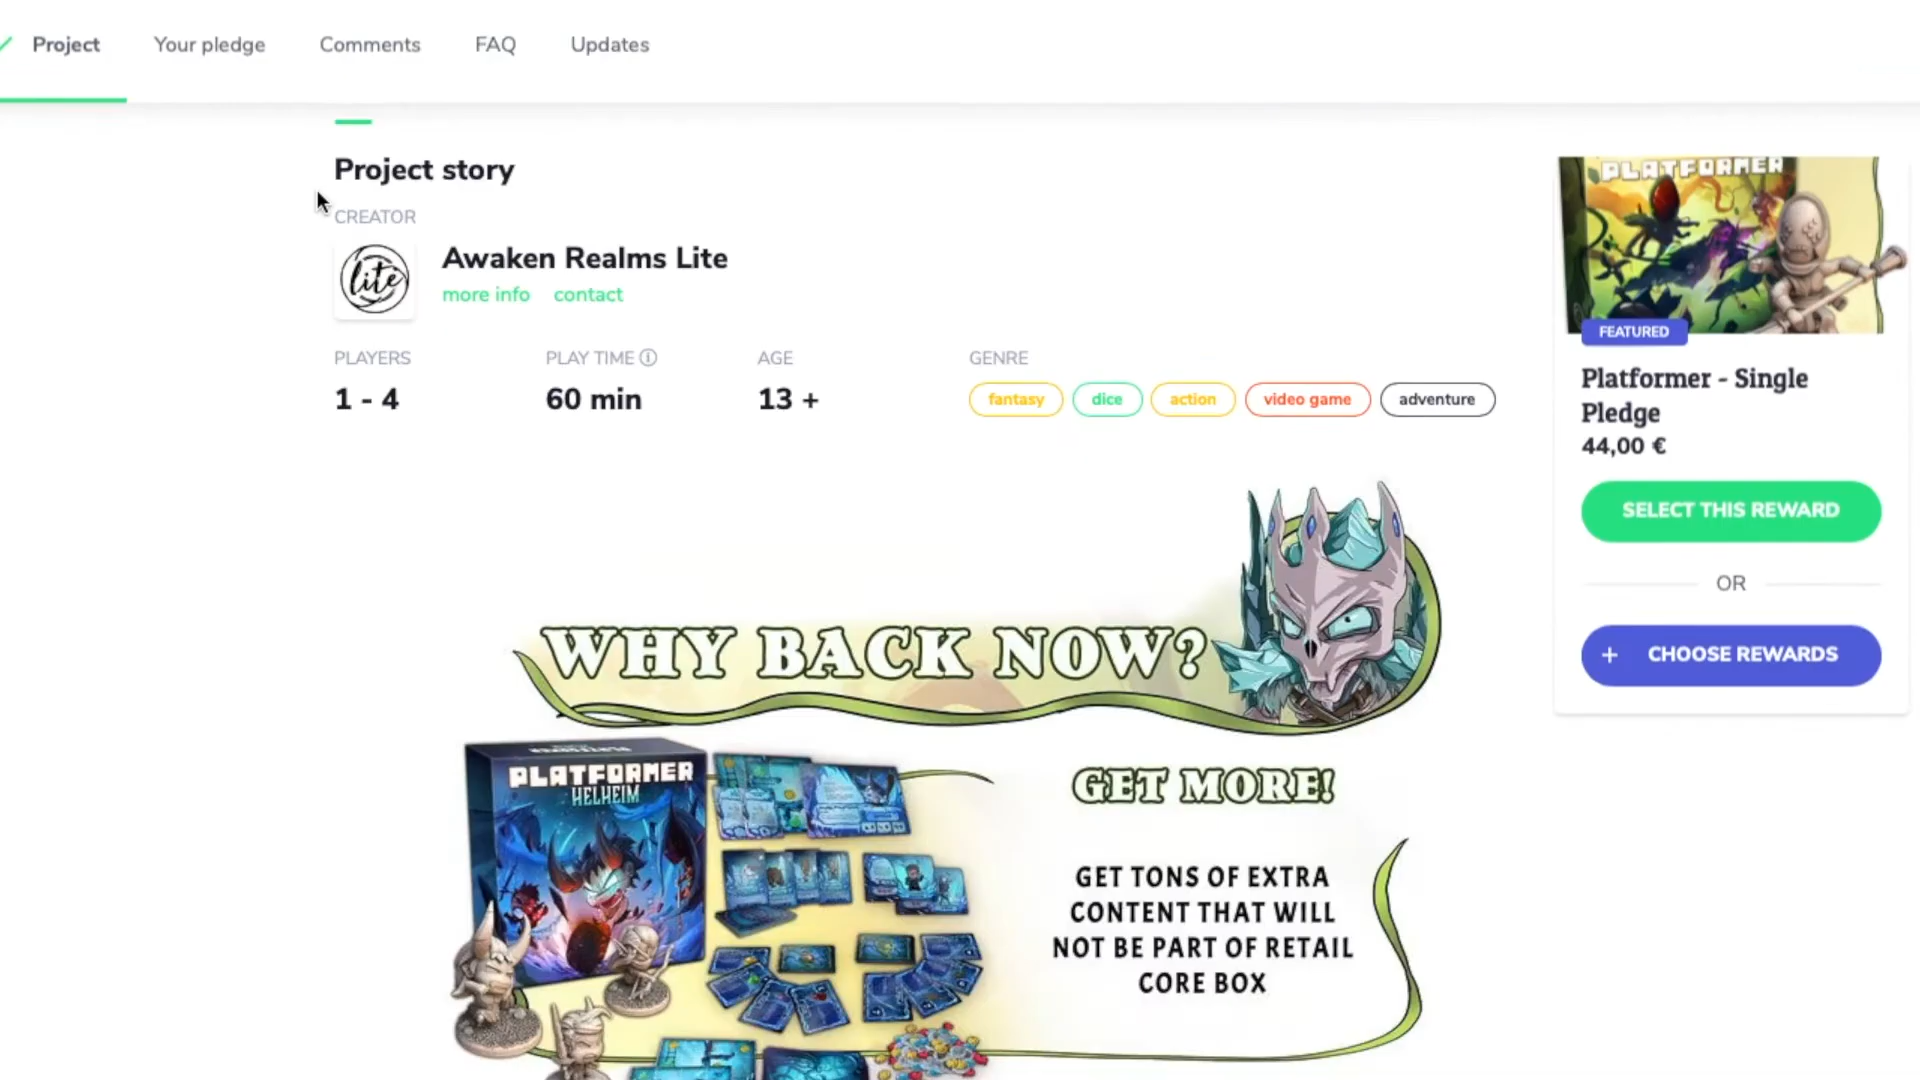 Project
Your pledge
Comments
FAQ
Updates
Project story
CREATOR
lite
Awaken Realms Lite
more info
contact
PLAYERS
PLAY TIME
AGE
GENRE
1 - 4
60 min
13 +
fantasy
dice
action
video game
adventure
PLATFORMER
FEATURED
Platformer - Single
Pledge
44,00 €
SELECT THIS REWARD
OR
+ CHOOSE REWARDS
WHY BACK NOW?
PLATFORMER
HELHEIM
GET MORE!
GET TONS OF EXTRA
CONTENT THAT WILL
NOT BE PART OF RETAIL
CORE BOX